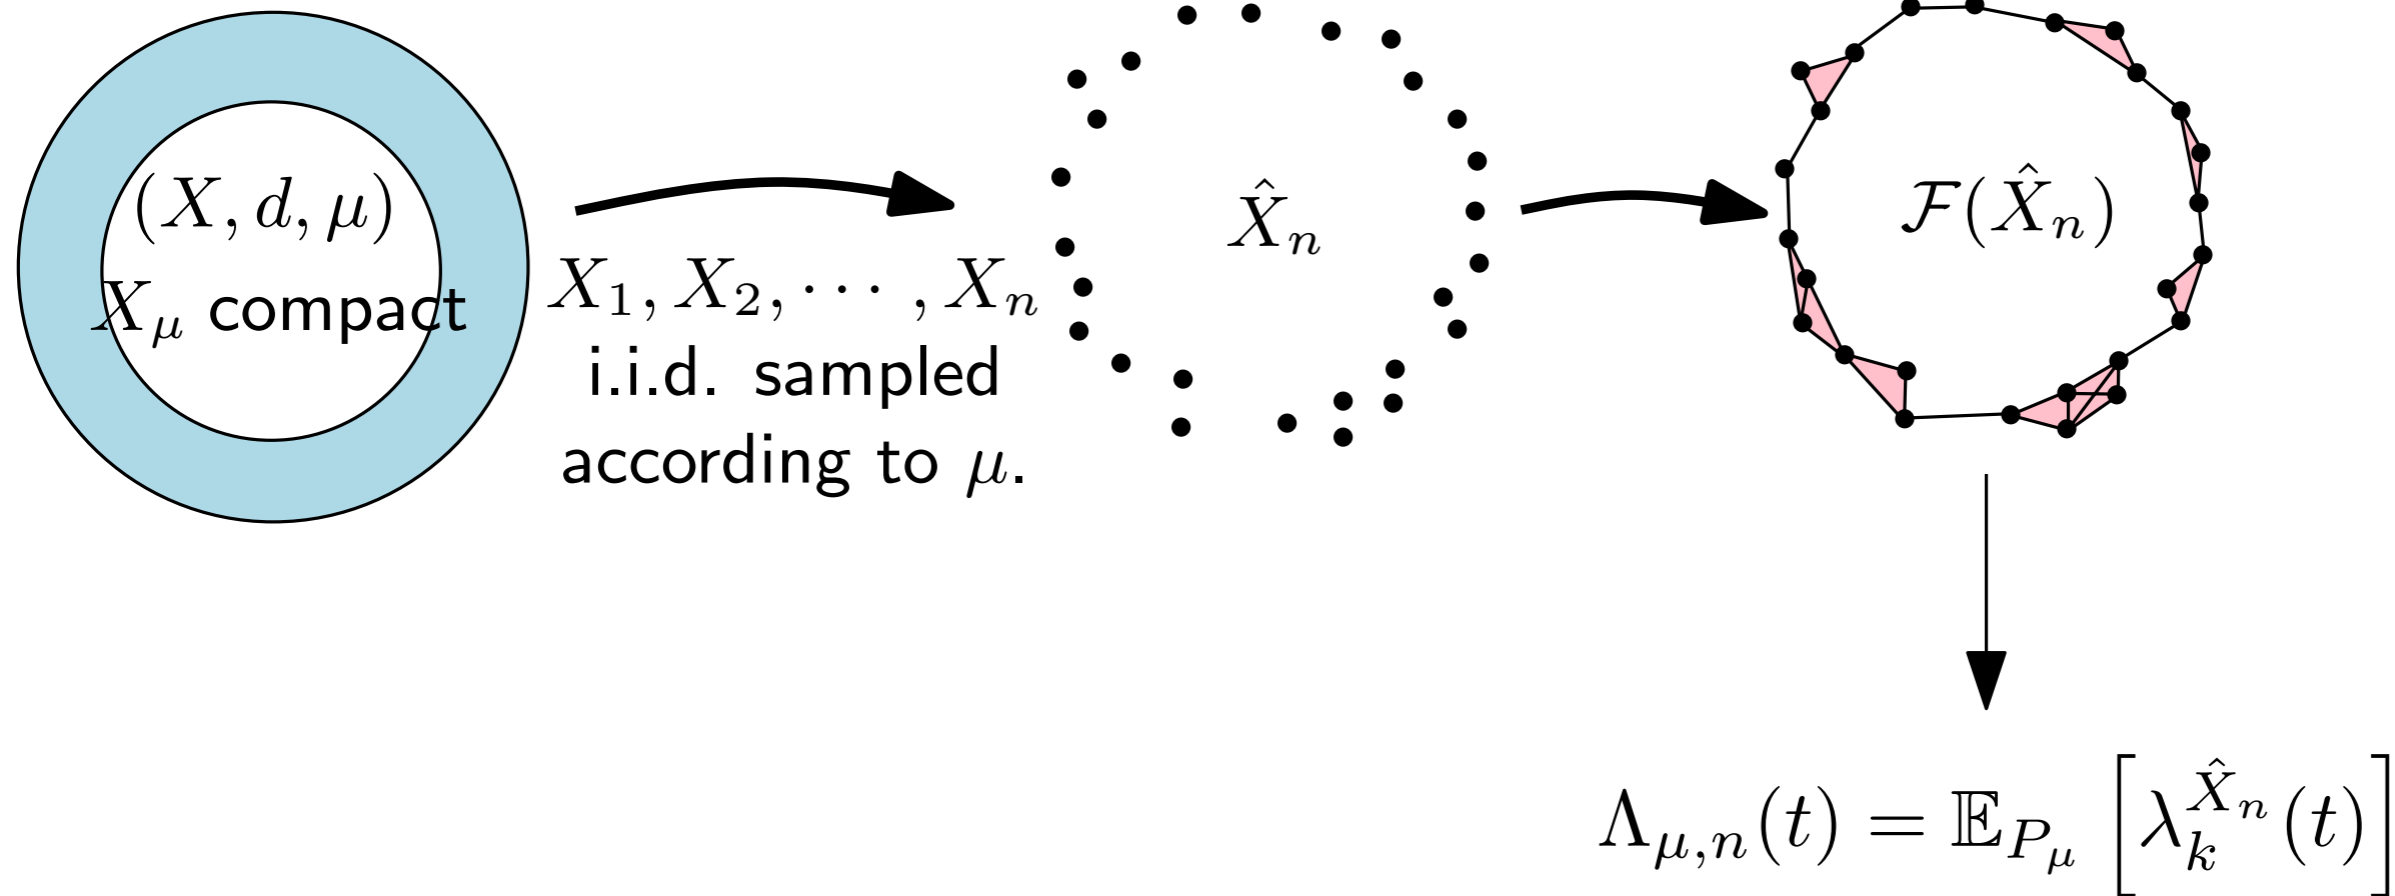 (X, d, μ)
X_μ compact
X_1, X_2, ⋯ , X_n
i.i.d. sampled
according to μ.
X̂_n
ℱ(X̂_n)
Λ_{μ,n}(t) = 𝔼_{P_μ} [λ_k^{X̂_n}(t)]